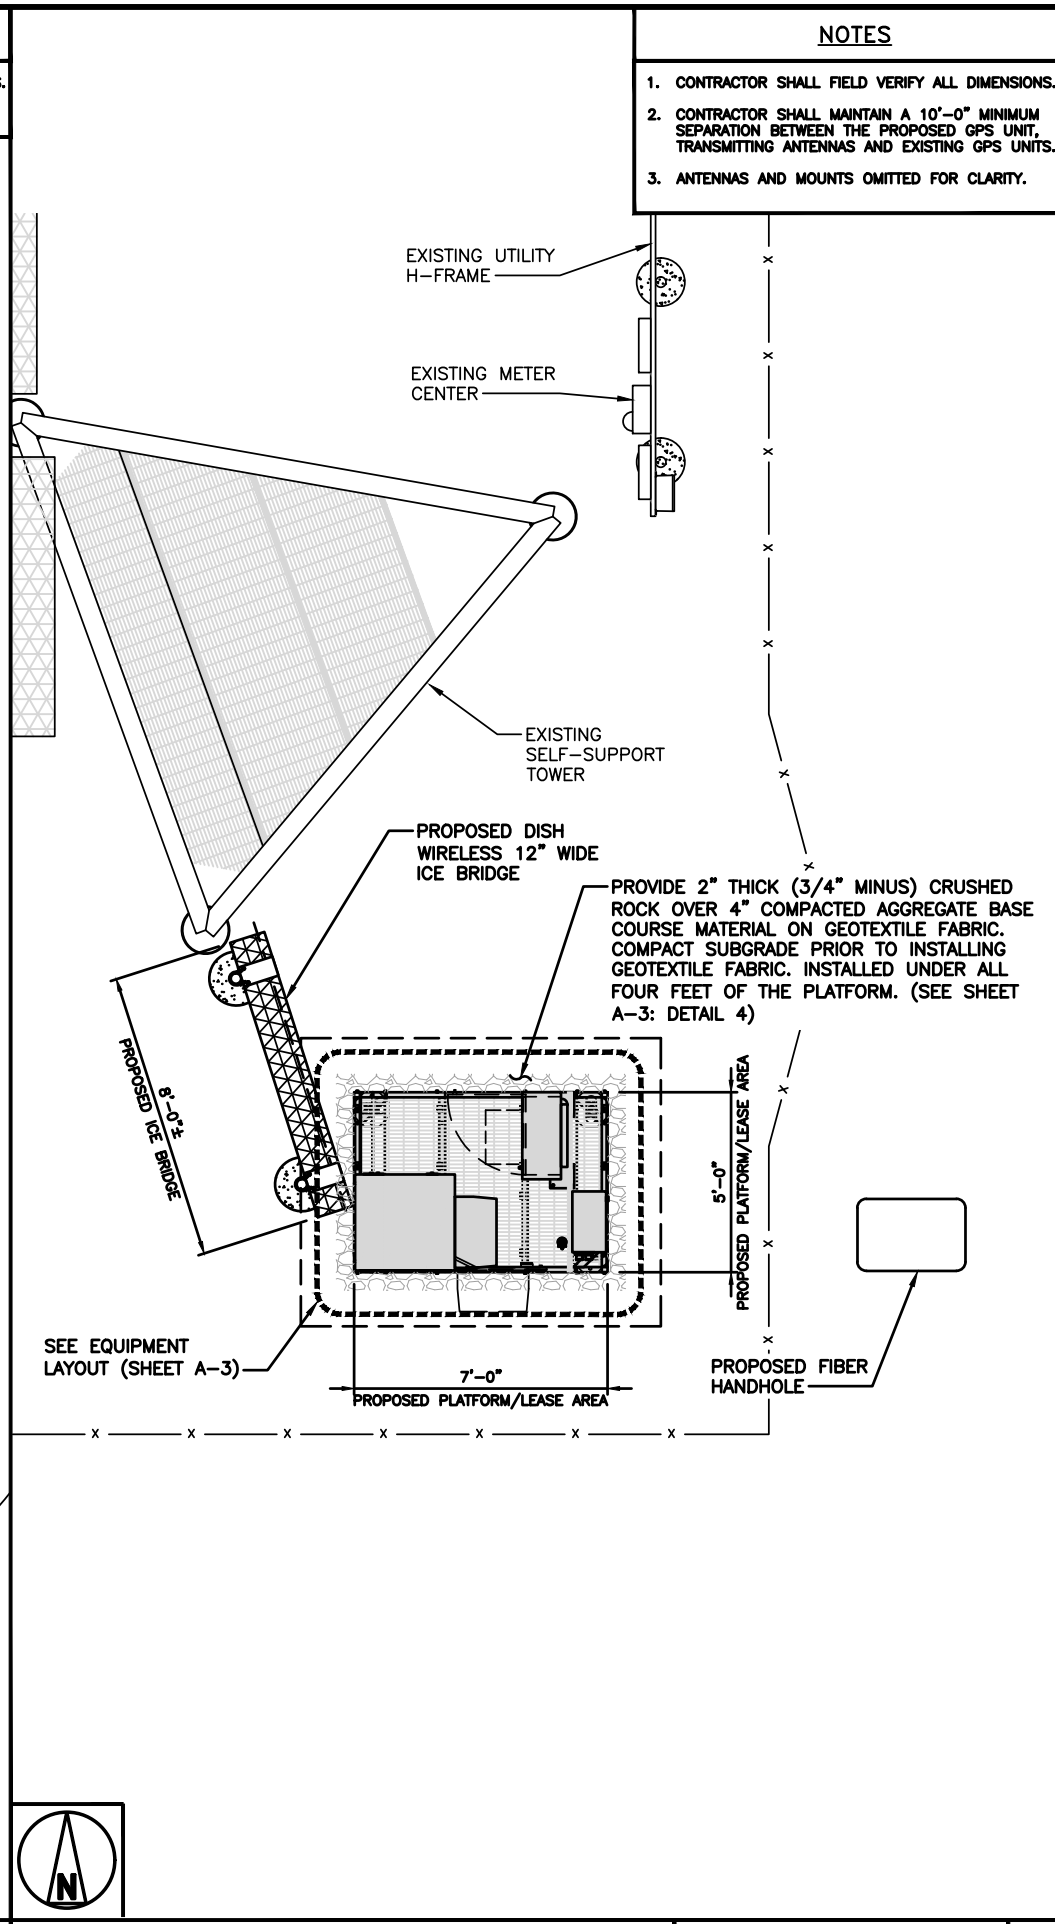 NOTES
S.
1. CONTRACTOR SHALL FIELD VERIFY ALL DIMENSIONS.
2. CONTRACTOR SHALL MAINTAIN A 10'-0" MINIMUM
SEPARATION BETWEEN THE PROPOSED GPS UNIT,
TRANSMITTING ANTENNAS AND EXISTING GPS UNITS.
3. ANTENNAS AND MOUNTS OMITTED FOR CLARITY.
EXISTING UTILITY
H-FRAME
EXISTING METER
CENTER
EXISTING
SELF-SUPPORT
TOWER
PROPOSED DISH
WIRELESS 12" WIDE
ICE BRIDGE
PROVIDE 2" THICK (3/4" MINUS) CRUSHED
ROCK OVER 4" COMPACTED AGGREGATE BASE
COURSE MATERIAL ON GEOTEXTILE FABRIC.
COMPACT SUBGRADE PRIOR TO INSTALLING
GEOTEXTILE FABRIC. INSTALLED UNDER ALL
FOUR FEET OF THE PLATFORM. (SEE SHEET
A-3: DETAIL 4)
8'-0"±
PROPOSED ICE BRIDGE
5'-0"
PROPOSED PLATFORM/LEASE AREA
SEE EQUIPMENT
LAYOUT (SHEET A-3)
7'-0"
PROPOSED PLATFORM/LEASE AREA
PROPOSED FIBER
HANDHOLE
N